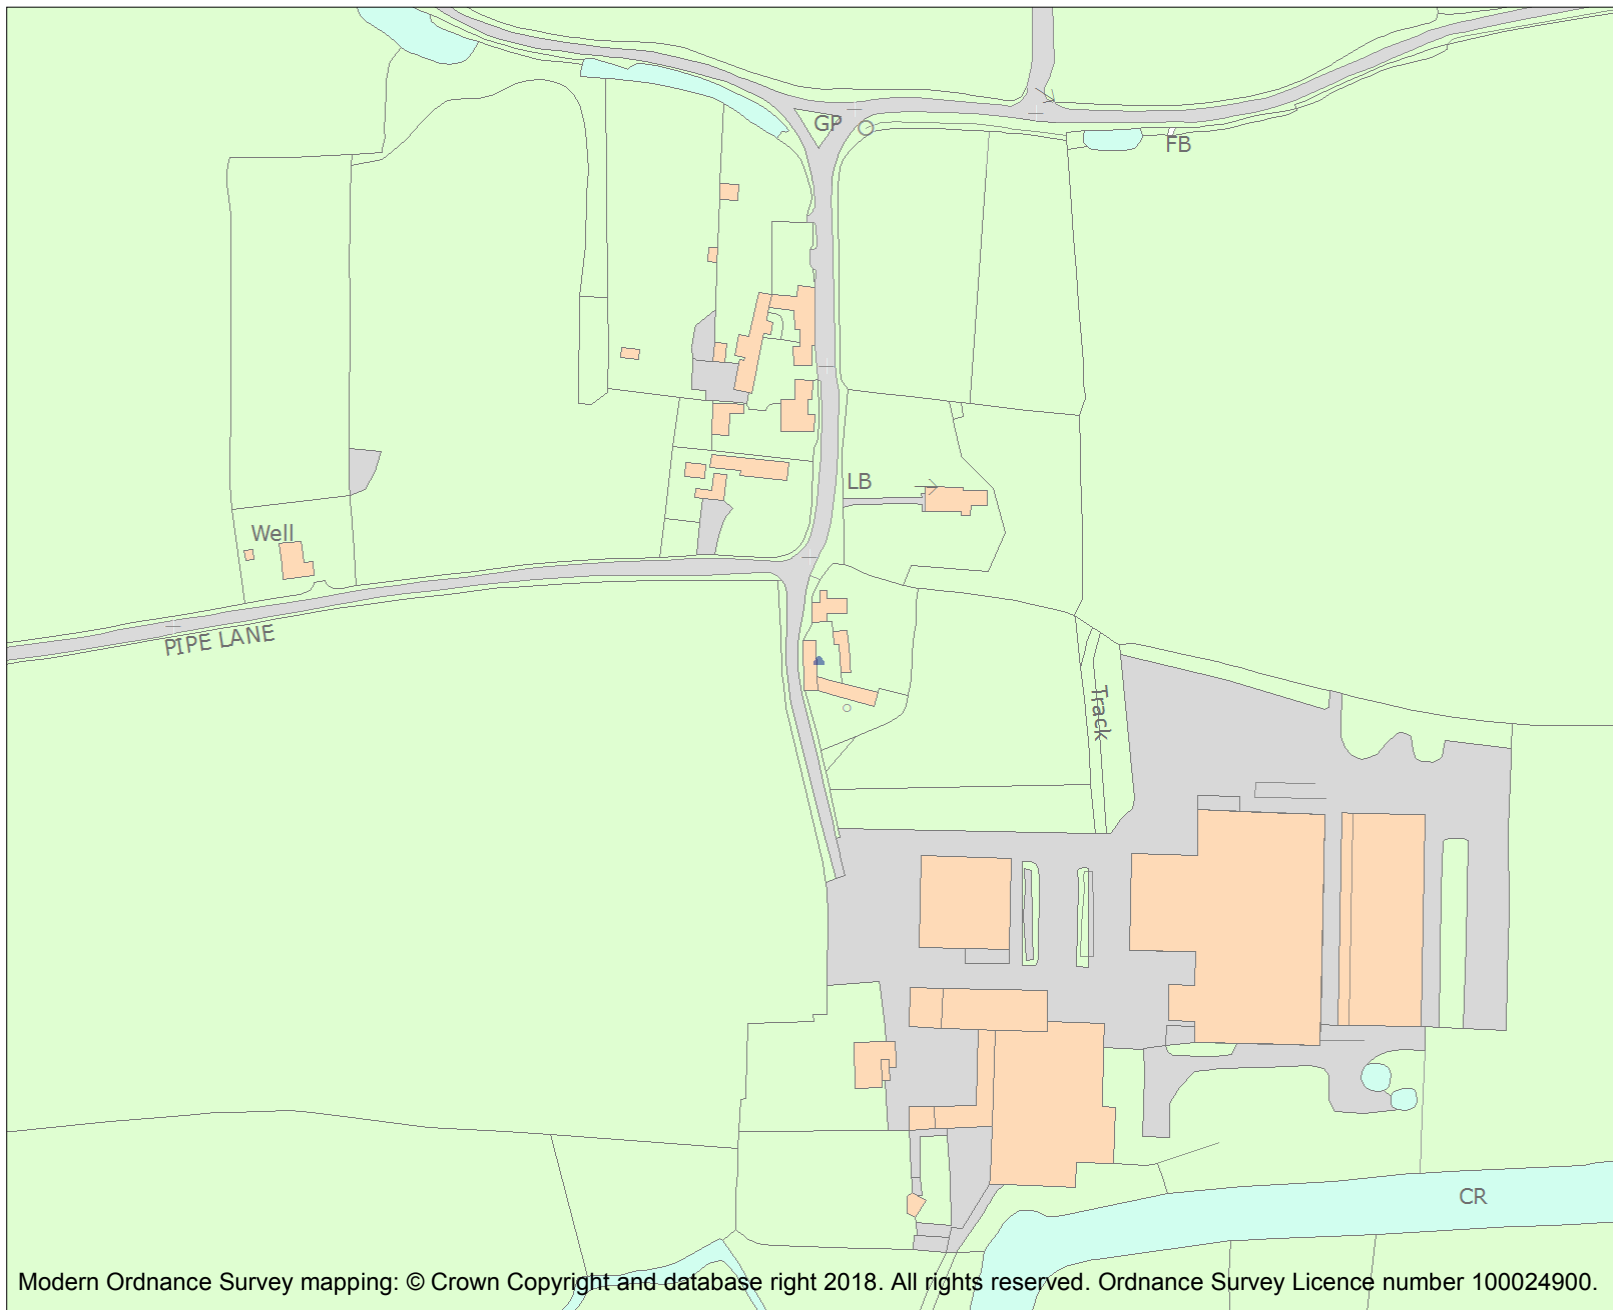 GP
FB
LB
Well
PIPE LANE
Track
CR
Modern Ordnance Survey mapping: © Crown Copyright and database right 2018. All rights reserved. Ordnance Survey Licence number 100024900.